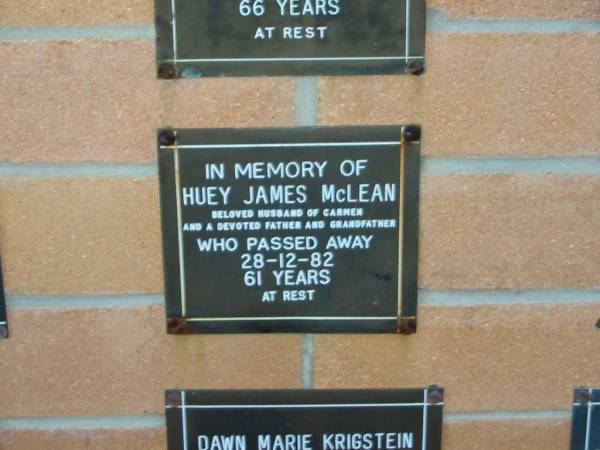 66 YEARS
AT REST
IN MEMORY OF
HUEY JAMES McLEAN
BELOVED HUSBAND OF CARMEN
AND A DEVOTED FATHER AND GRANDFATHER
WHO PASSED AWAY
28-12-82
61 YEARS
AT REST
DAWN MARIE KRIGSTEIN